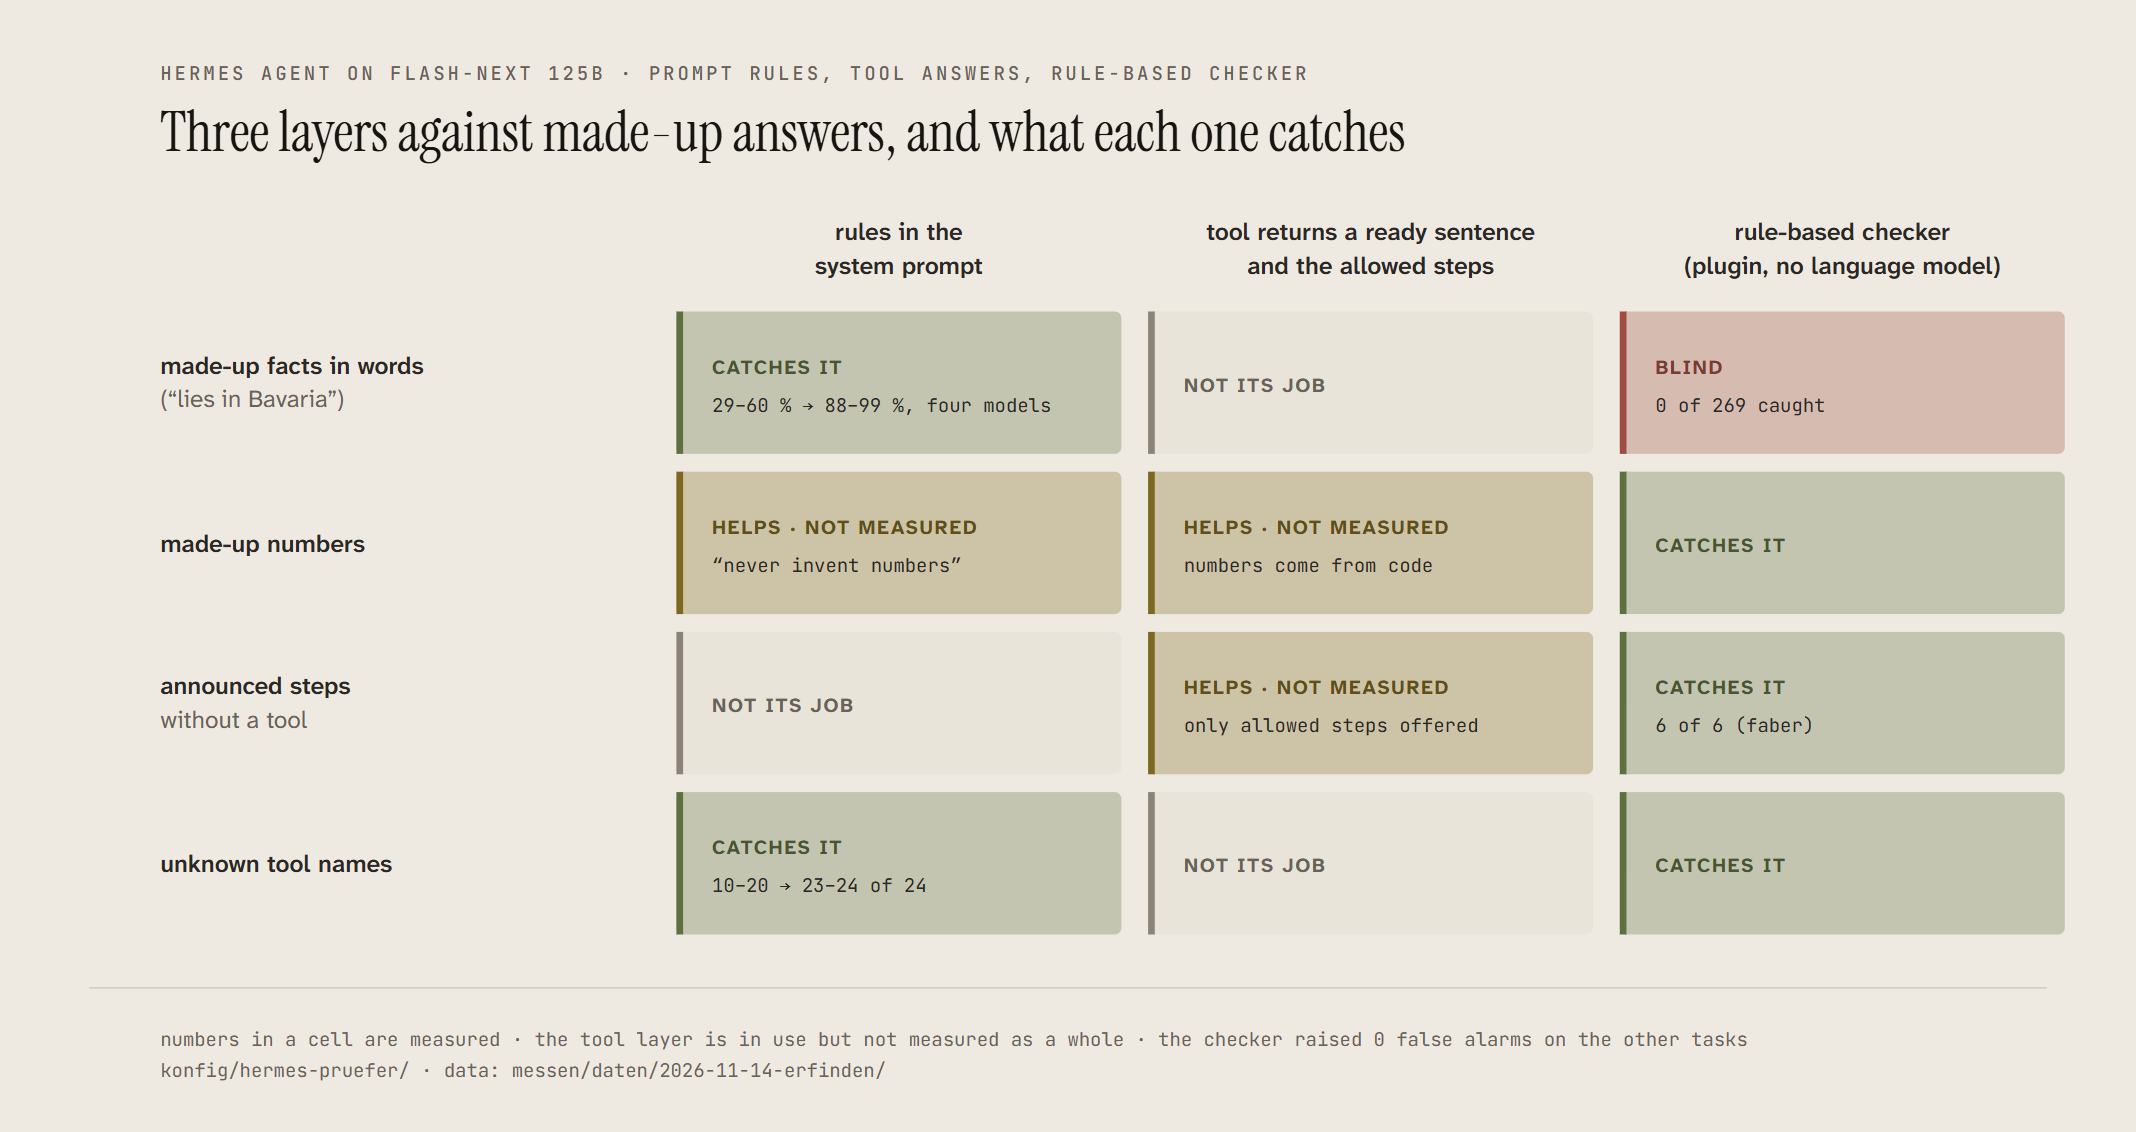 HERMES AGENT ON FLASH-NEXT 125B · PROMPT RULES, TOOL ANSWERS, RULE-BASED CHECKER
Three layers against made-up answers, and what each one catches
rules in the
system prompt
tool returns a ready sentence
and the allowed steps
rule-based checker
(plugin, no language model)
made-up facts in words
(“lies in Bavaria”)
CATCHES IT
29–60 % → 88–99 %, four models
NOT ITS JOB
BLIND
0 of 269 caught
made-up numbers
HELPS · NOT MEASURED
“never invent numbers”
HELPS · NOT MEASURED
numbers come from code
CATCHES IT
announced steps
without a tool
NOT ITS JOB
HELPS · NOT MEASURED
only allowed steps offered
CATCHES IT
6 of 6 (faber)
unknown tool names
CATCHES IT
10–20 → 23–24 of 24
NOT ITS JOB
CATCHES IT
numbers in a cell are measured · the tool layer is in use but not measured as a whole · the checker raised 0 false alarms on the other tasks
konfig/hermes-pruefer/ · data: messen/daten/2026-11-14-erfinden/